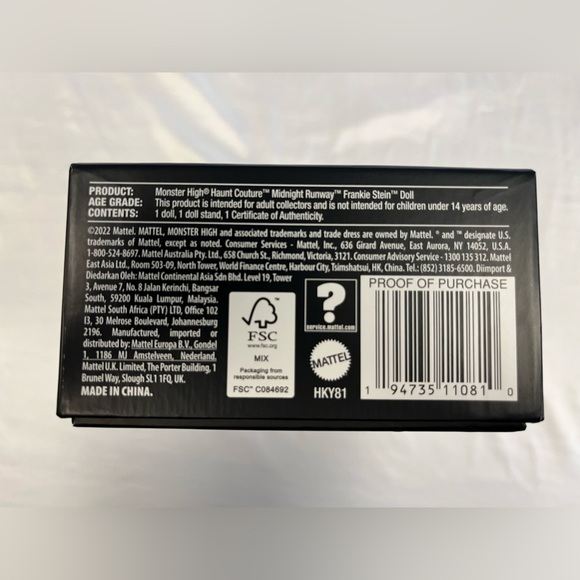 PRODUCT: Monster High® Haunt Couture™ Midnight Runway™ Frankie Stein™ Doll
AGE GRADE: This product is intended for adult collectors and is not intended for children under 14 years of age.
CONTENTS: 1 doll, 1 doll stand, 1 Certificate of Authenticity.
©2022 Mattel. MATTEL, MONSTER HIGH and associated trademarks and trade dress are owned by Mattel. ® and ™ designate U.S.
trademarks of Mattel, except as noted. Consumer Services - Mattel, Inc., 636 Girard Avenue, East Aurora, NY 14052, U.S.A.
1-800-524-8697. Mattel Australia Pty. Ltd., 658 Church St., Richmond, Victoria, 3121. Consumer Advisory Service - 1300 135 312. Mattel
East Asia Ltd., Room 503-09, North Tower, World Finance Centre, Harbour City, Tsimshatsui, HK, China. Tel.: (852) 3185-6500. Diimport &
Diedarkan Oleh: Mattel Continental Asia Sdn Bhd. Level 19, Tower
3, Avenue 7, No. 8 Jalan Kerinchi, Bangsar
South, 59200 Kuala Lumpur, Malaysia.
Mattel South Africa (PTY) LTD, Office 102
I3, 30 Melrose Boulevard, Johannesburg
2196. Manufactured, imported or
distributed by: Mattel Europa B.V., Gondel
1, 1186 MJ Amstelveen, Nederland.
Mattel U.K. Limited, The Porter Building, 1
Brunel Way, Slough SL1 1FQ, UK.
MADE IN CHINA.
FSC
www.fsc.org
MIX
Packaging from
responsible sources
FSC™ C084692
?
service.mattel.com
MATTEL
HKY81
PROOF OF PURCHASE
1 94735 11081 0